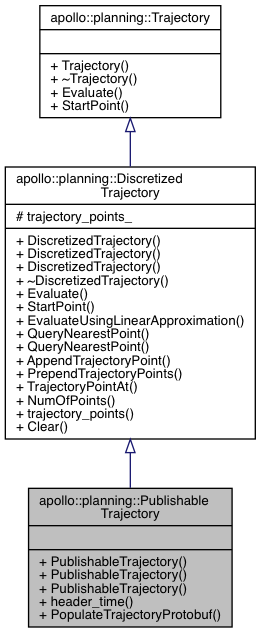 apollo::planning::Trajectory
+ Trajectory()
+ ~Trajectory()
+ Evaluate()
+ StartPoint()
apollo::planning::Discretized
Trajectory
# trajectory_points_
+ DiscretizedTrajectory()
+ DiscretizedTrajectory()
+ DiscretizedTrajectory()
+ ~DiscretizedTrajectory()
+ Evaluate()
+ StartPoint()
+ EvaluateUsingLinearApproximation()
+ QueryNearestPoint()
+ QueryNearestPoint()
+ AppendTrajectoryPoint()
+ PrependTrajectoryPoints()
+ TrajectoryPointAt()
+ NumOfPoints()
+ trajectory_points()
+ Clear()
apollo::planning::Publishable
Trajectory
+ PublishableTrajectory()
+ PublishableTrajectory()
+ PublishableTrajectory()
+ header_time()
+ PopulateTrajectoryProtobuf()